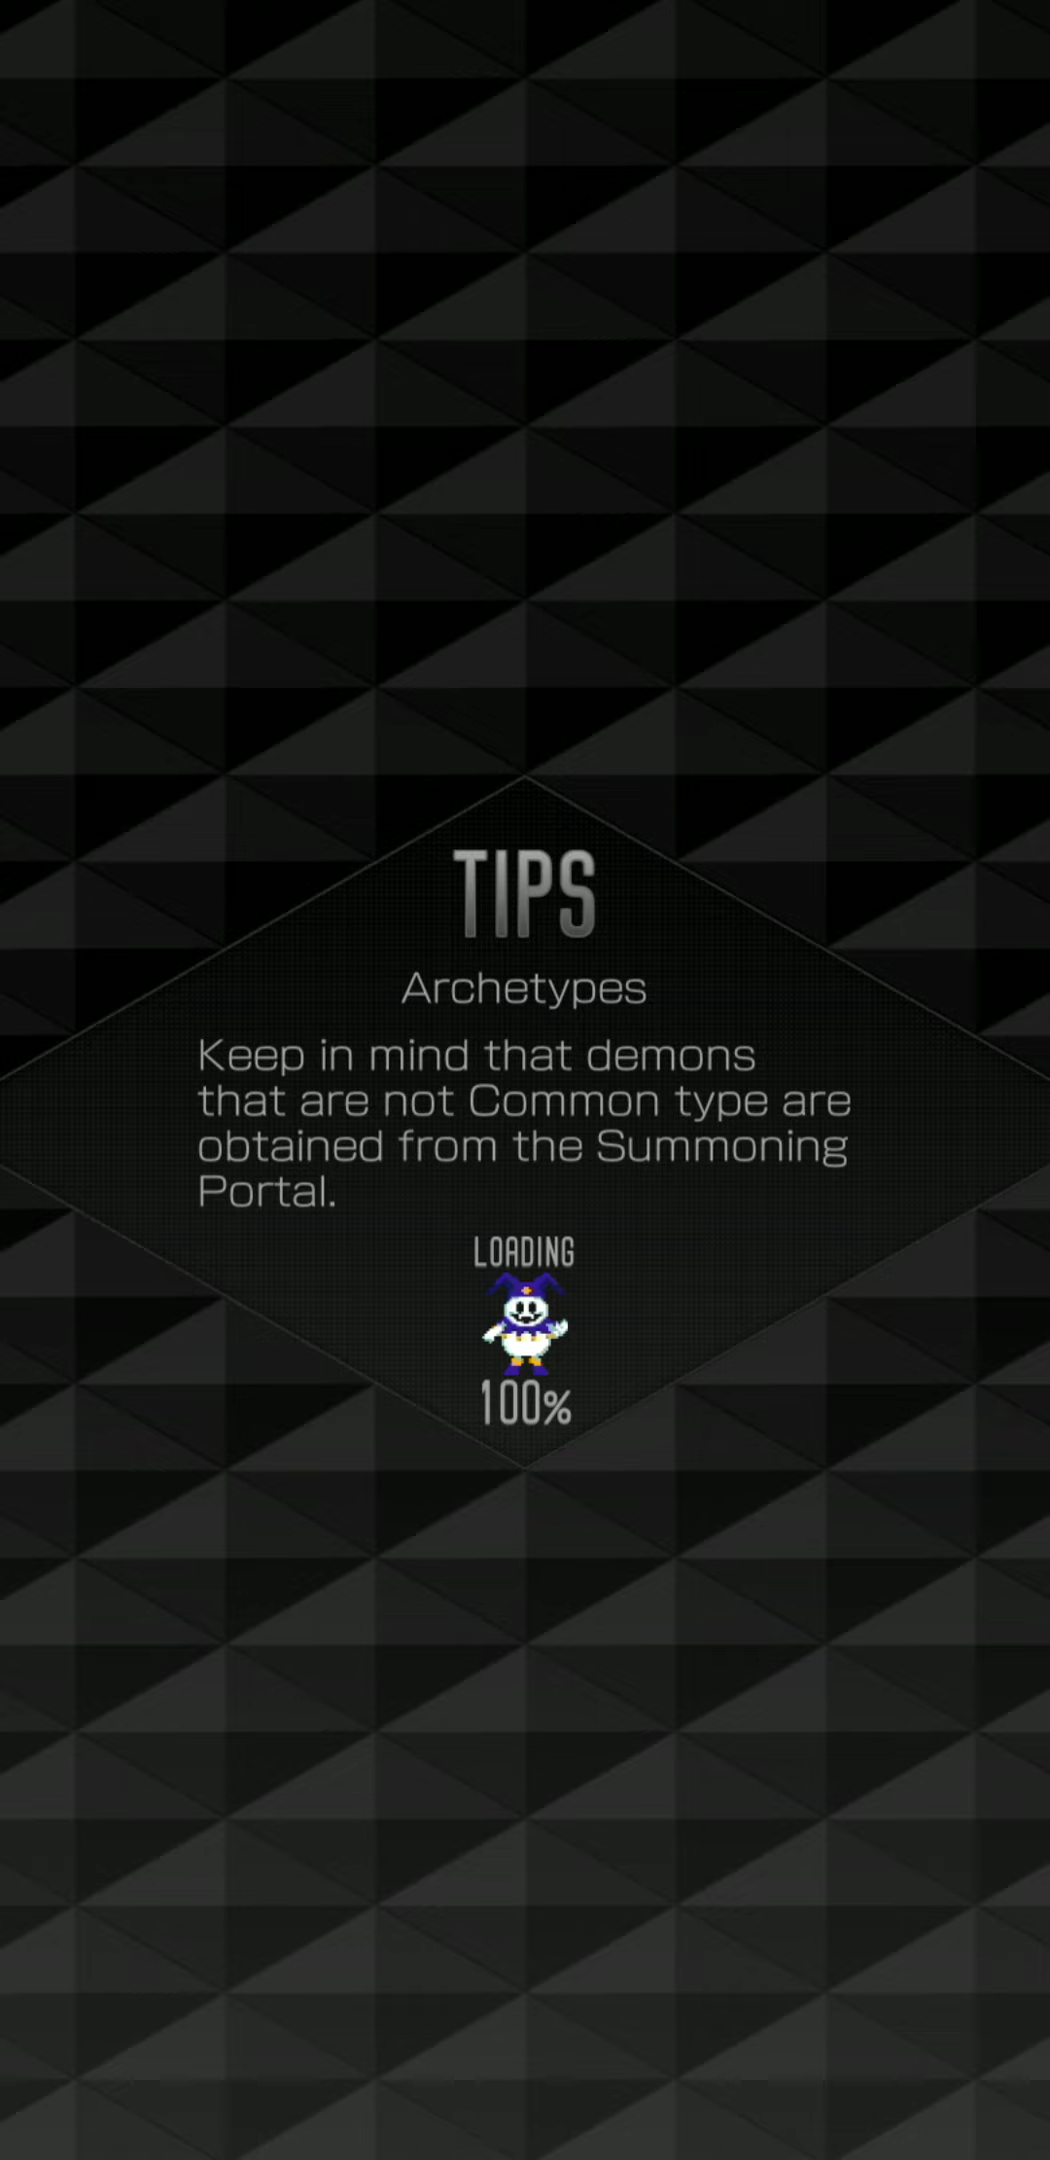 TIPS
Archetypes
Keep in mind that demons
that are not Common type are
obtained from the Summoning
Portal.
LOADING
100%